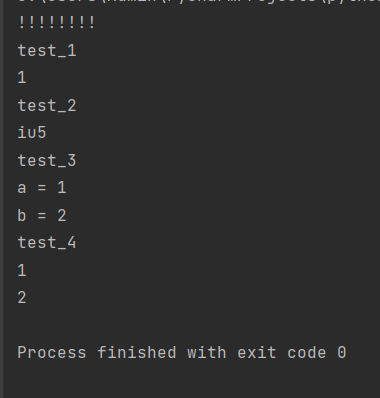 !!!!!!!!
test_1
1
test_2
iu5
test_3
a = 1
b = 2
test_4
1
2
Process finished with exit code 0